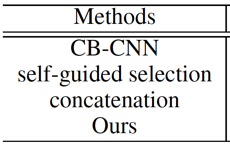 Methods
CB-CNN
self-guided selection
concatenation
Ours